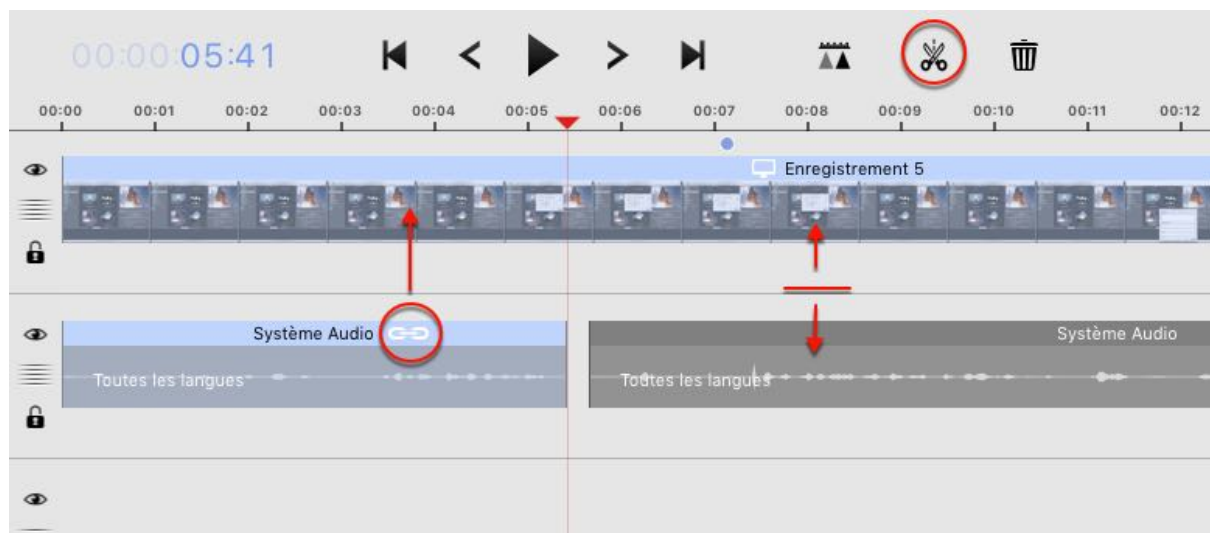 00:00:05:41
00:00 00:01 00:02 00:03 00:04 00:05 00:06 00:07 00:08 00:09 00:10 00:11 00:12
Enregistrement 5
Système Audio Système Audio
Toutes les langues Toutes les langues